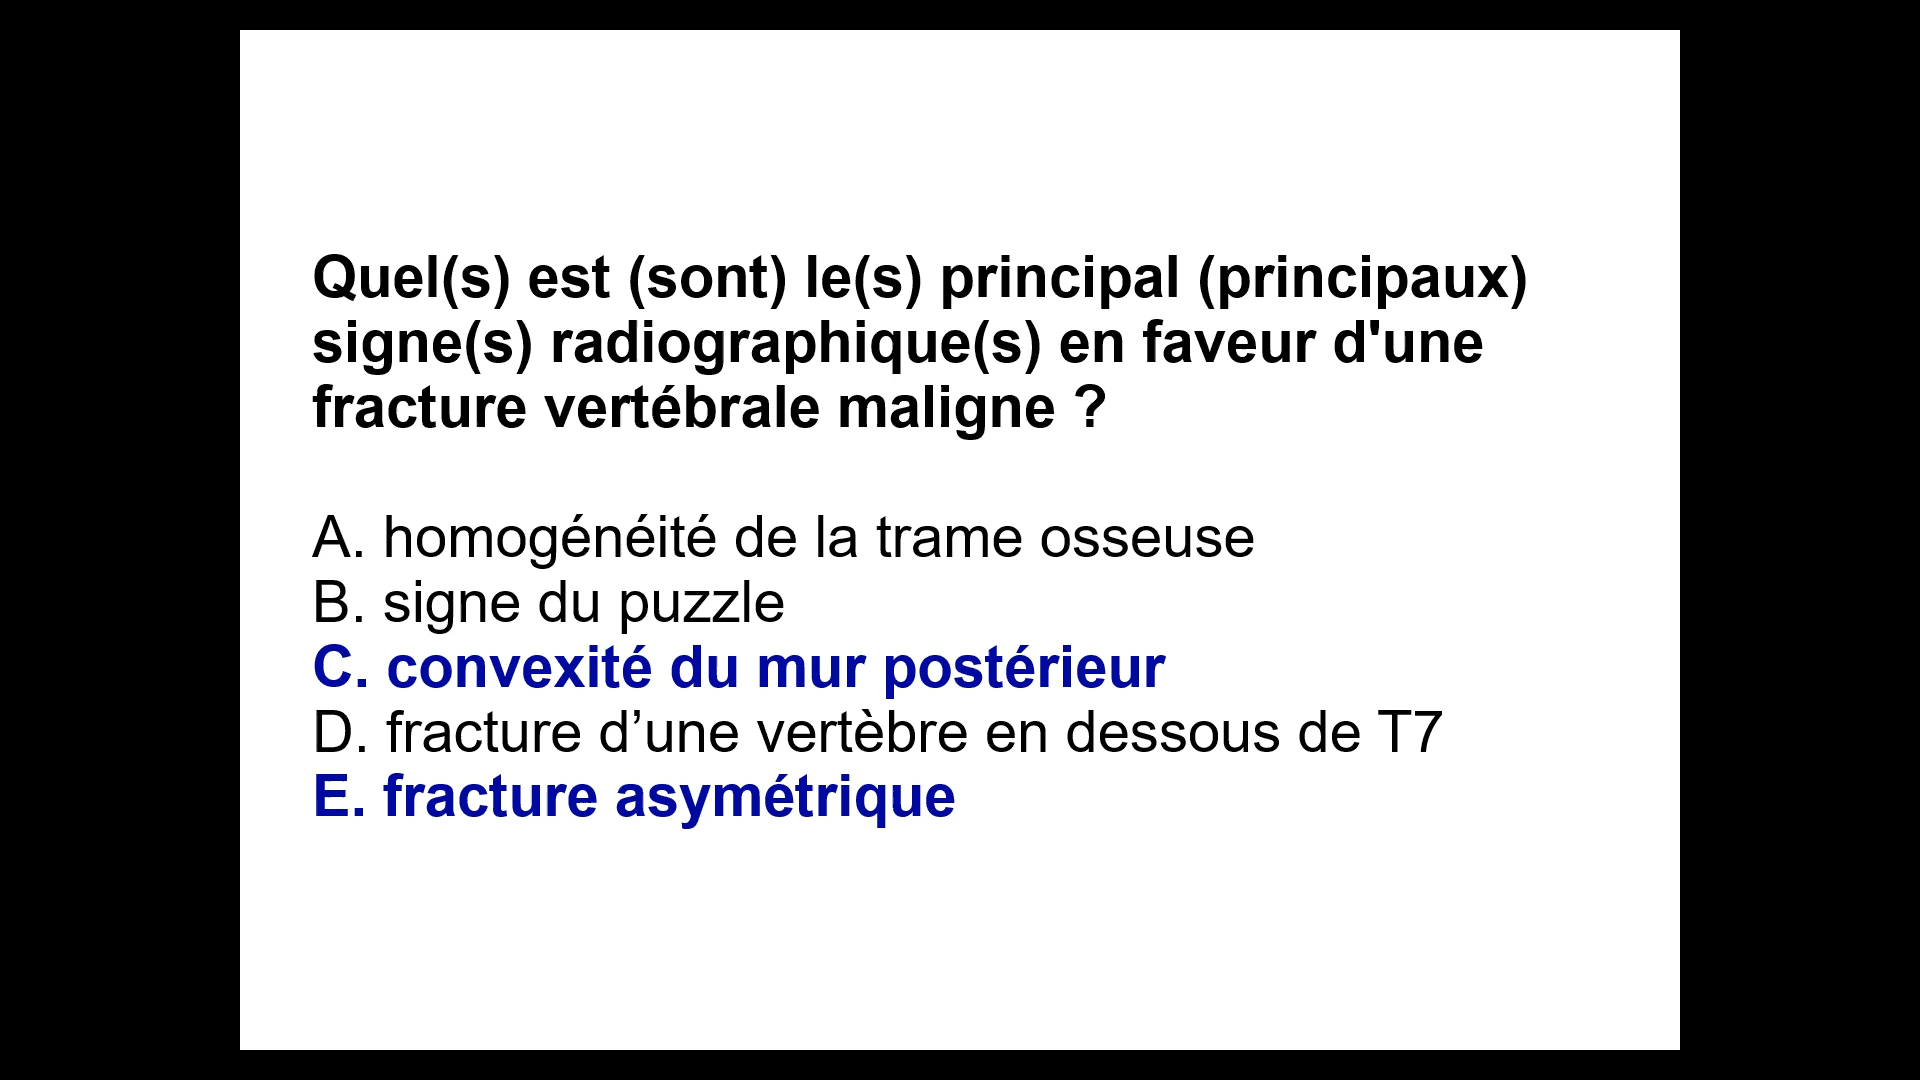 Quel(s) est (sont) le(s) principal (principaux)
signe(s) radiographique(s) en faveur d'une
fracture vertébrale maligne ?
A. homogénéité de la trame osseuse
B. signe du puzzle
C. convexité du mur postérieur
D. fracture d’une vertèbre en dessous de T7
E. fracture asymétrique